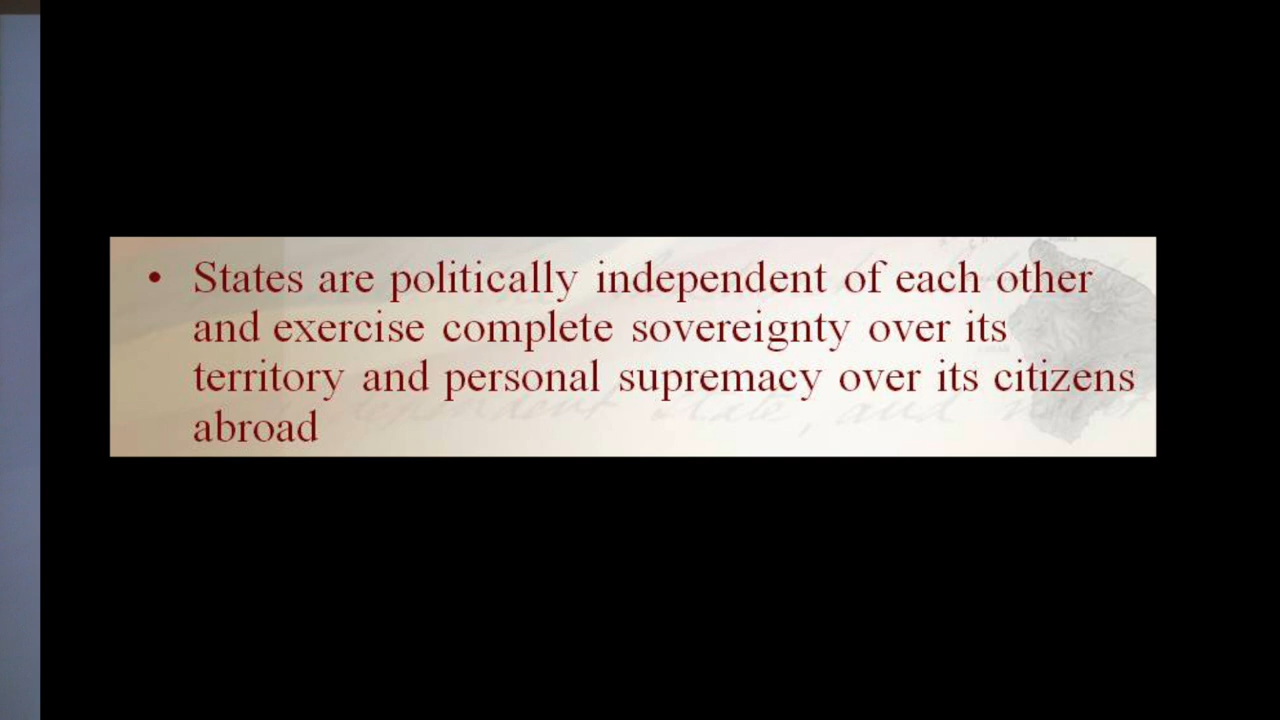 • States are politically independent of each other
and exercise complete sovereignty over its
territory and personal supremacy over its citizens
abroad